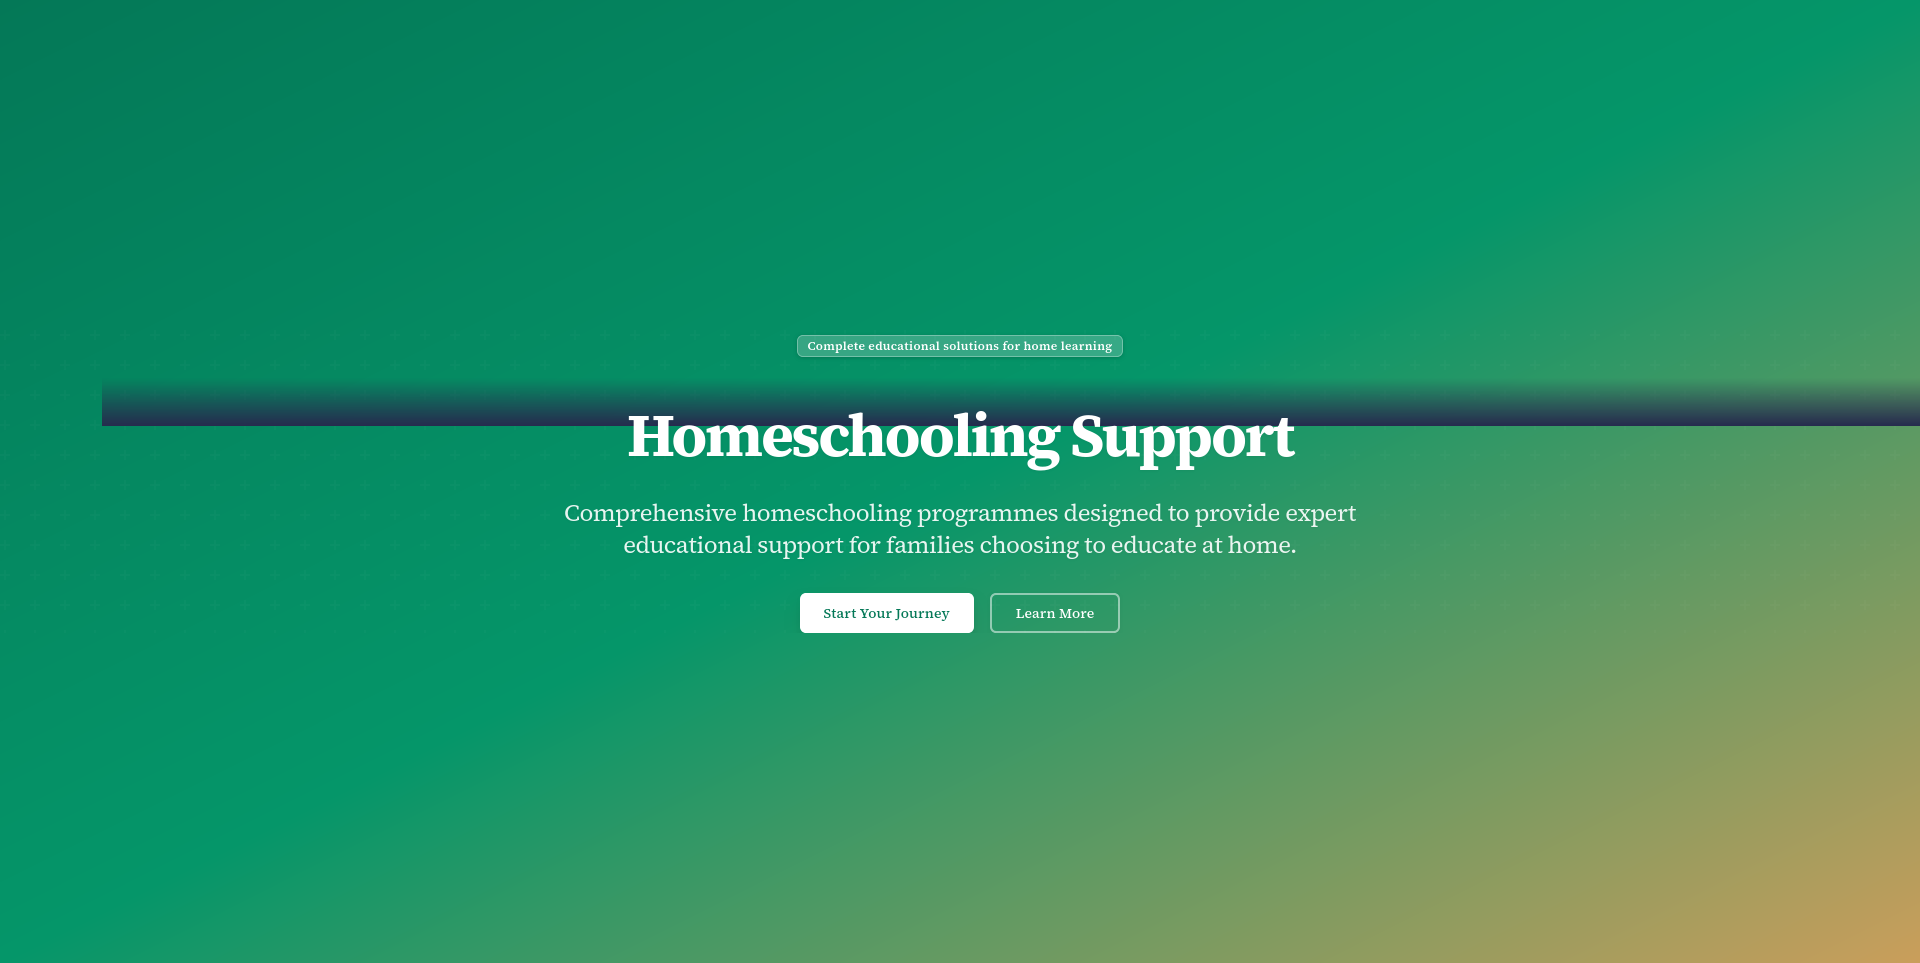 Complete educational solutions for home learning
Homeschooling Support
Comprehensive homeschooling programmes designed to provide expert
educational support for families choosing to educate at home.
Start Your Journey
Learn More